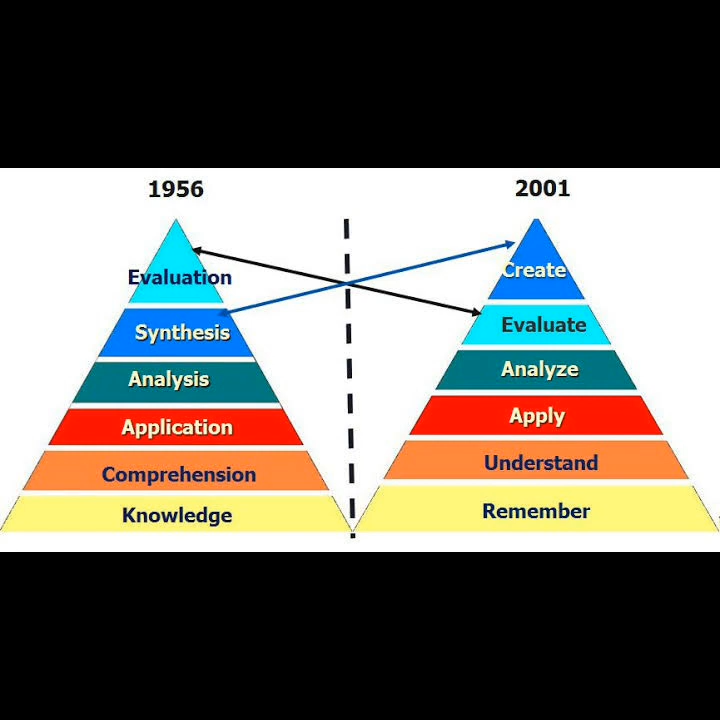 1956
Evaluation
Synthesis
Analysis
Application
Comprehension
Knowledge
2001
Create
Evaluate
Analyze
Apply
Understand
Remember